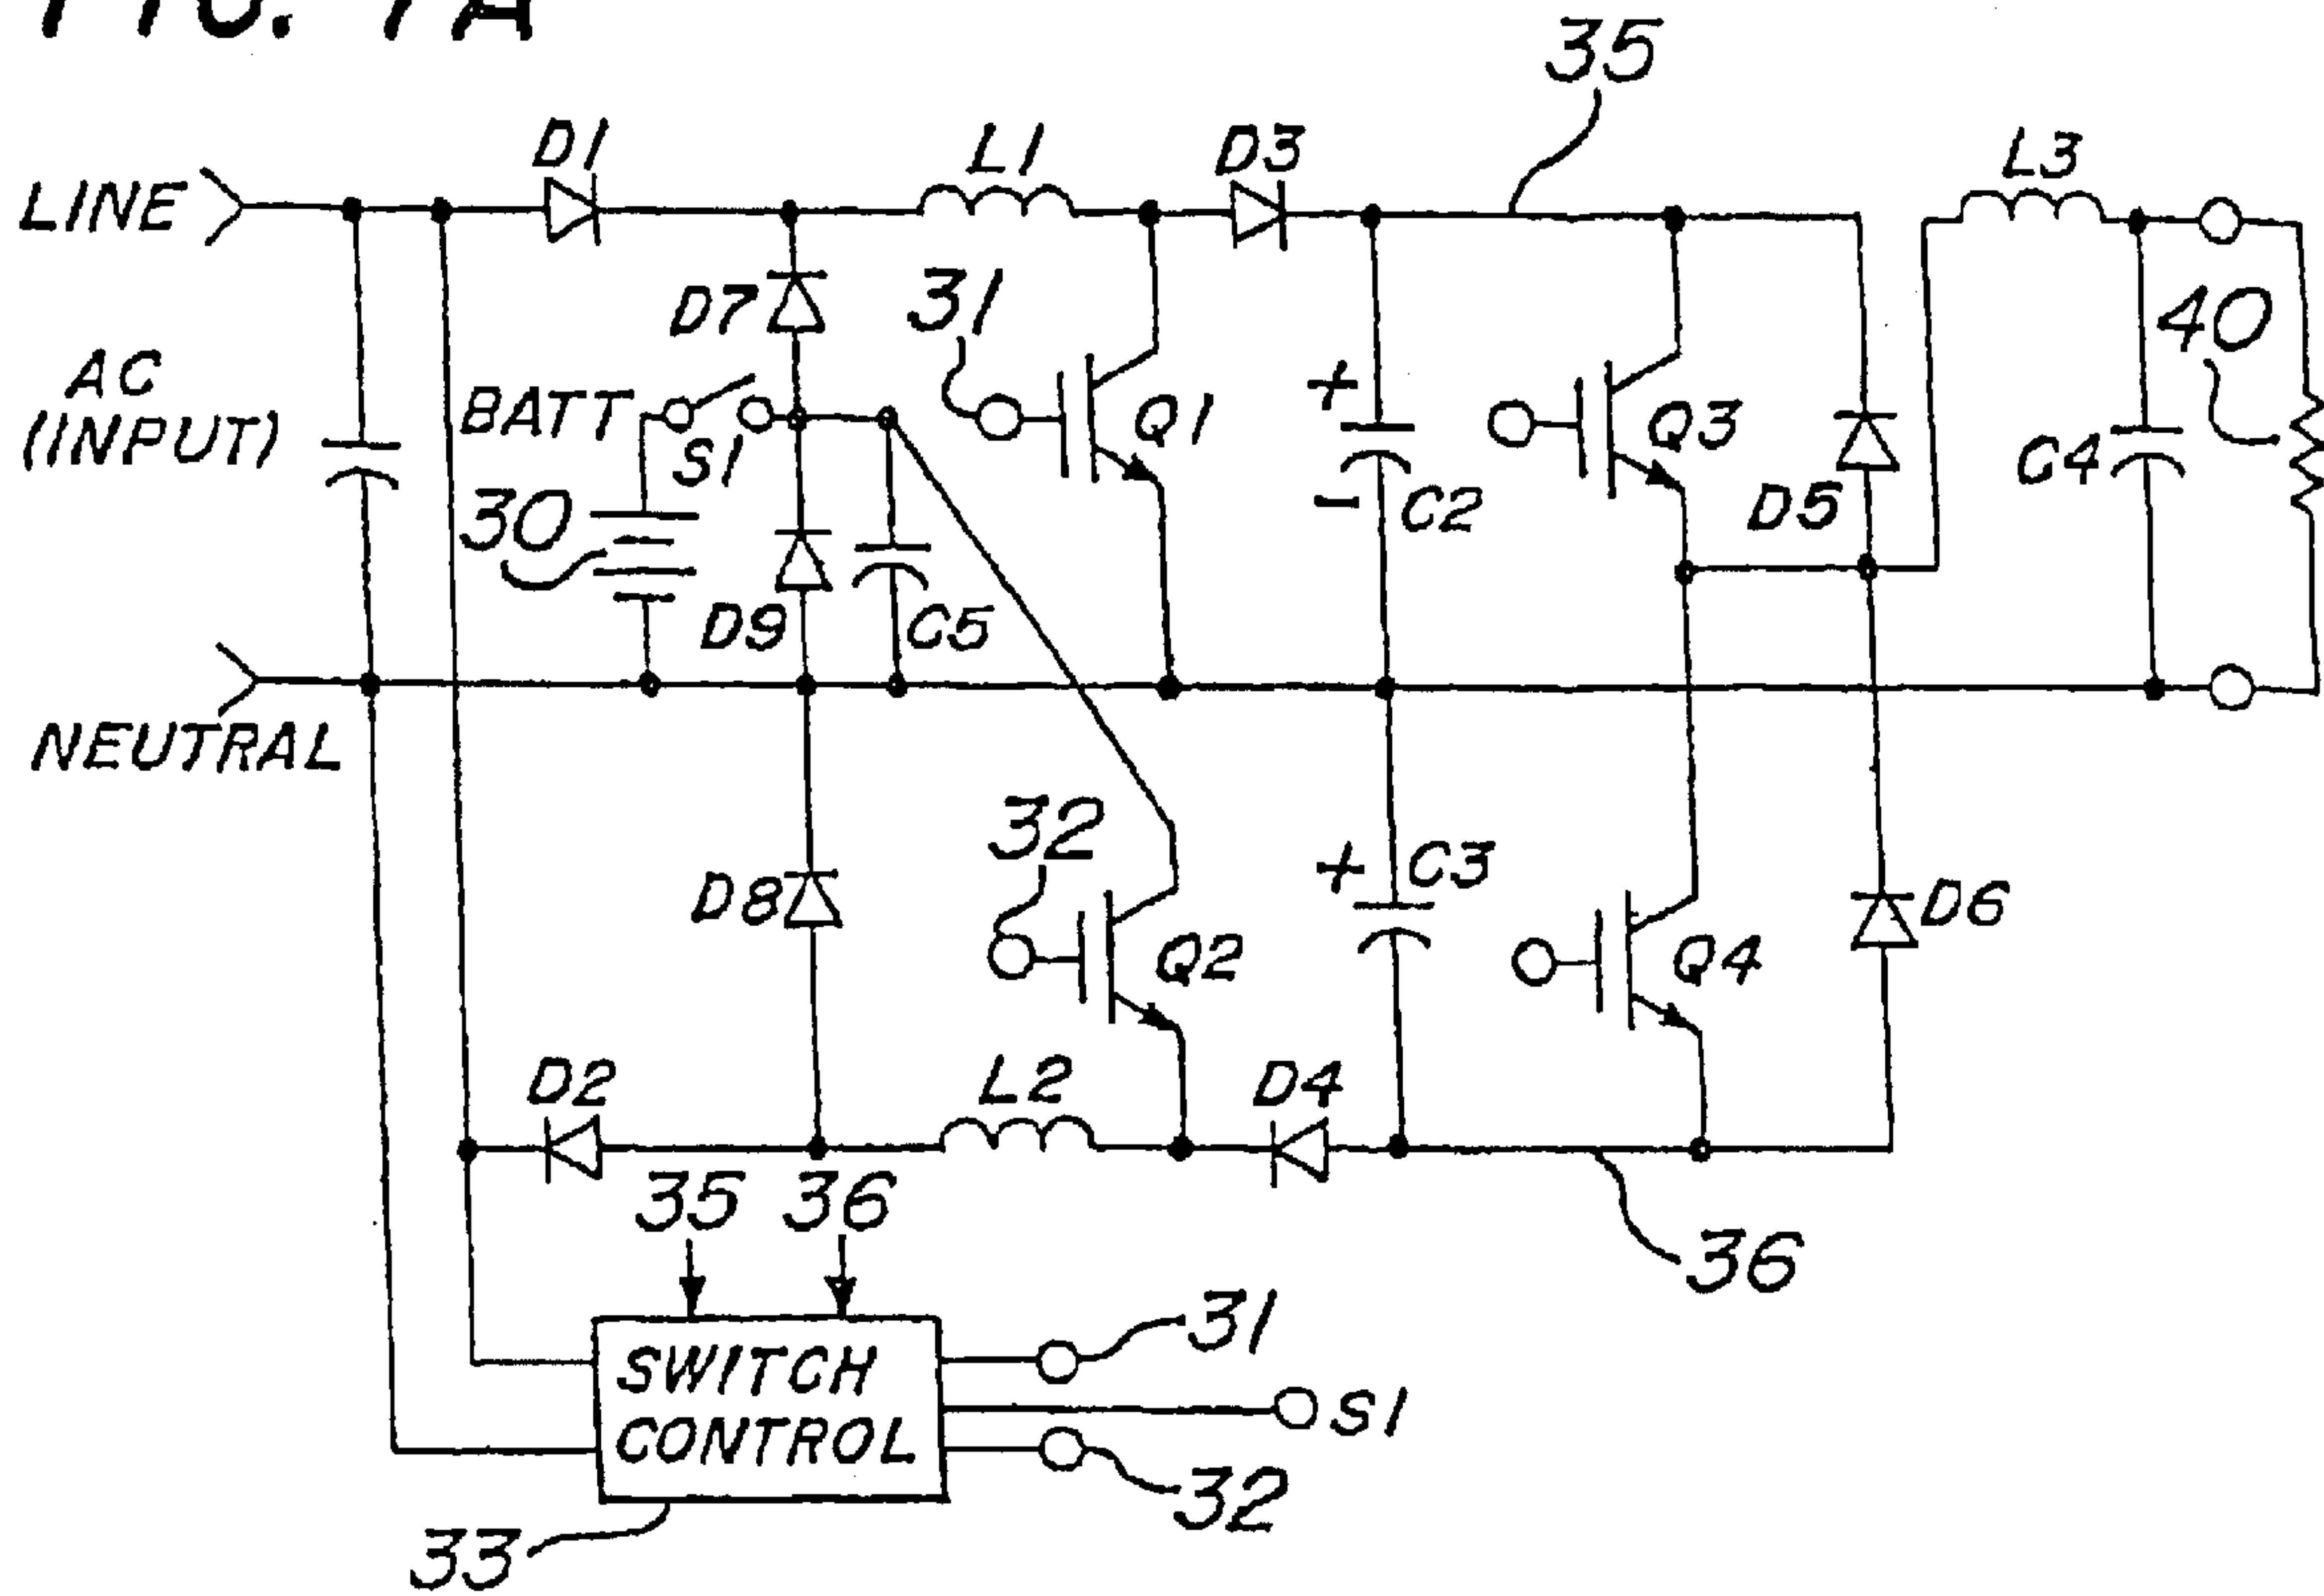 FIG. 1A
35
D1
L1
D3
L3
LINE
D7
31
40
AC
(INPUT)
BATT
S1
Q1
+
Q3
C4
30
-
C2
D5
D9
C5
NEUTRAL
32
+
C3
D8
Q2
Q4
D6
D2
L2
D4
35
36
36
31
SWITCH
CONTROL
S1
32
33